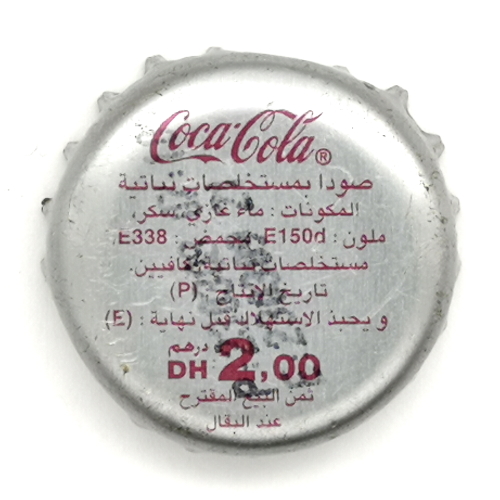 Coca-Cola®
صودا بمستخلصات نباتية
المكونات : ماء غازي، سكر،
ملون : E150d، محمض : E338
مستخلصات نباتية، كافيين.
تاريخ الإنتاج : (P)
و يحبذ الاستهلاك قبل نهاية : (E)
درهم
DH 2,00
ثمن البيع المقترح
عند البقال